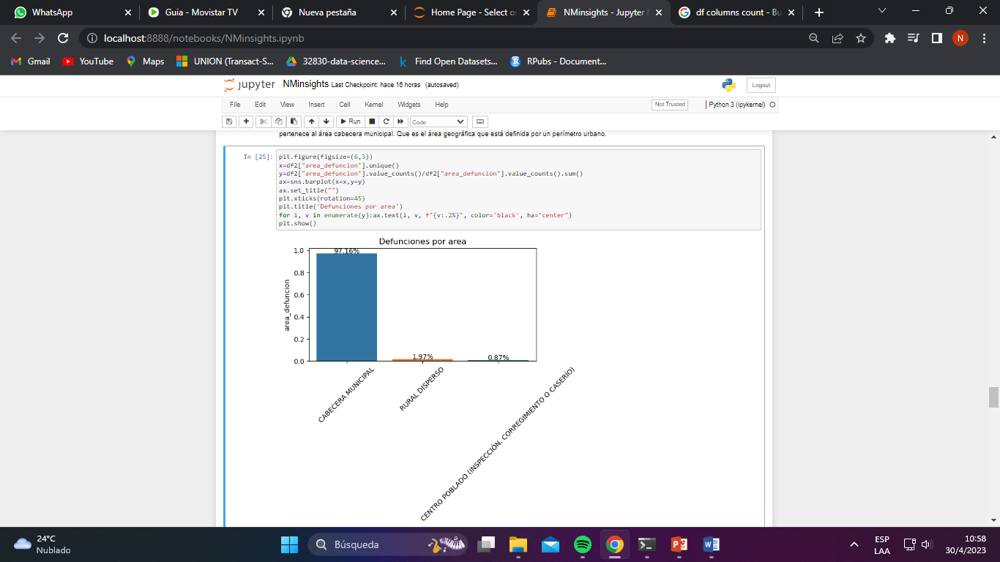 WhatsApp
Guia - Movistar TV
Nueva pestaña
Home Page - Select o
NMinsights - Jupyter
df columns count - Bu
localhost:8888/notebooks/NMinsights.ipynb
N
Gmail
YouTube
Maps
UNION (Transact-S...
32830-data-science...
Find Open Datasets...
RPubs - Document...
jupyter NMinsights Last Checkpoint: hace 16 horas (autosaved)
Logout
File Edit View Insert Cell Kernel Widgets Help
Not Trusted
Python 3 (ipykernel)
Run
Code
pertenece al área cabecera municipal. Que es el área geográfica que está definida por un perímetro urbano.
In [25]:
plt.figure(figsize=(6,3))
x=df2["area_defuncion"].unique()
y=df2["area_defuncion"].value_counts()/df2["area_defuncion"].value_counts().sum()
ax=sns.barplot(x=x,y=y)
ax.set_title("")
plt.xticks(rotation=45)
plt.title('Defunciones por area')
for i, v in enumerate(y):ax.text(i, v, f"{v:.2%}", color='black', ha="center")
plt.show()
Defunciones por area
area_defuncion
1.0
0.8
0.6
0.4
0.2
0.0
97.16%
1.97%
0.87%
CABECERA MUNICIPAL
RURAL DISPERSO
CENTRO POBLADO (INSPECCIÓN. CORREGIMIENTO O CASERÍO)
24°C
Nublado
Búsqueda
ESP
LAA
10:58
30/4/2023